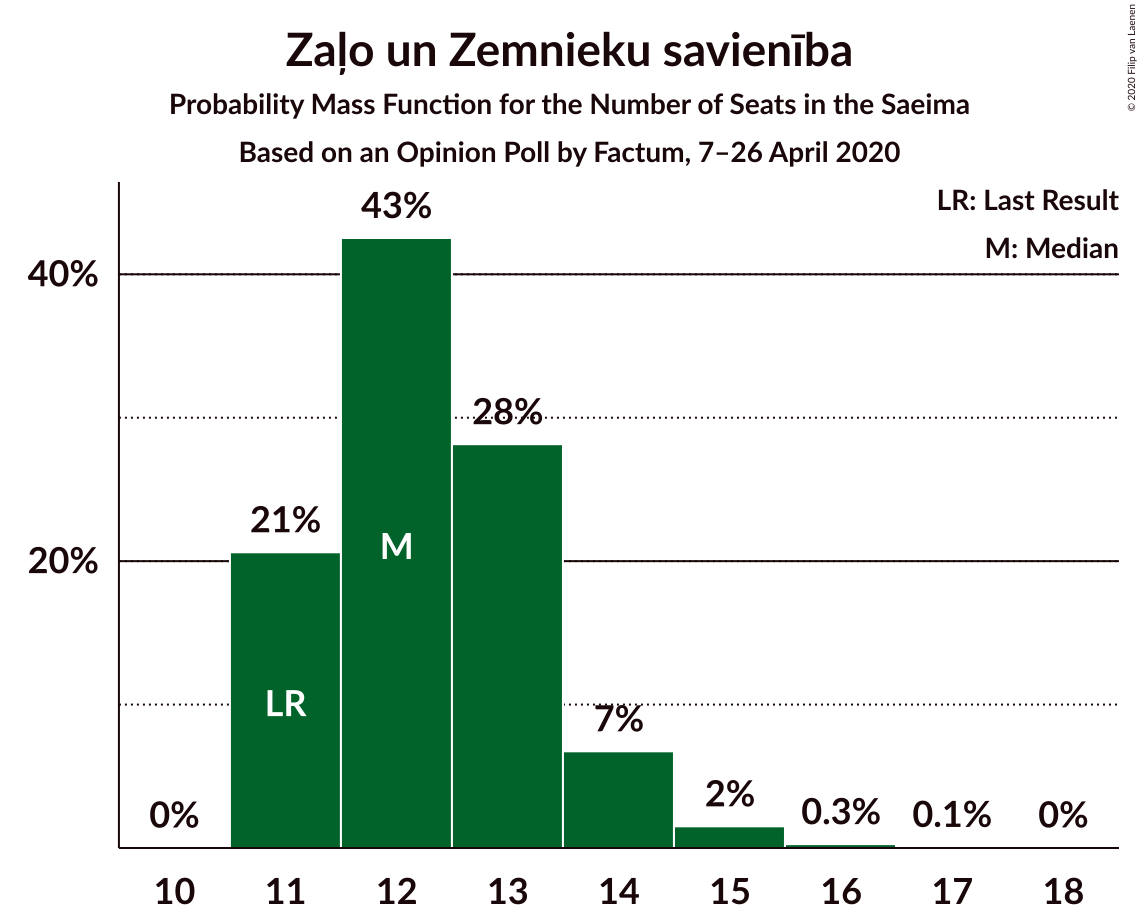 Zaļo un Zemnieku savienība
Probability Mass Function for the Number of Seats in the Saeima
Based on an Opinion Poll by Factum, 7–26 April 2020
© 2020 Filip van Laenen
LR: Last Result
M: Median
40%
20%
0%
21%
43%
28%
7%
2%
0.3%
0.1%
0%
LR
M
10 11 12 13 14 15 16 17 18